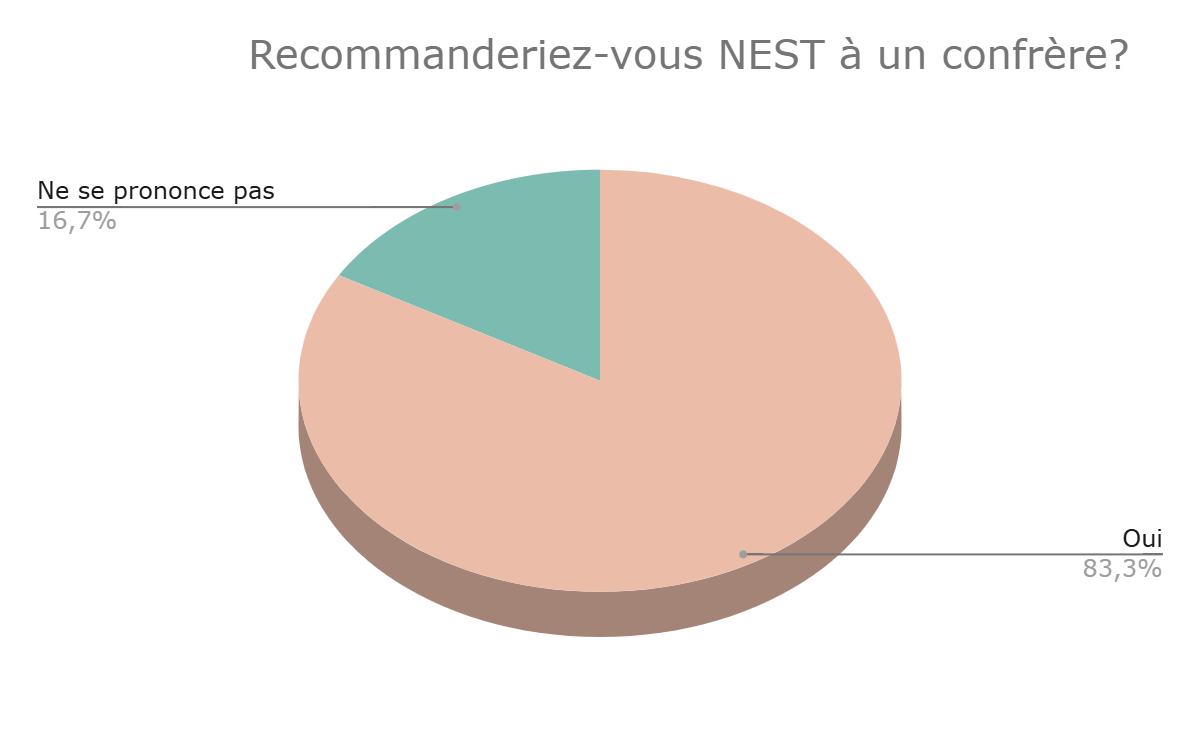 Recommanderiez-vous NEST à un confrère?
Ne se prononce pas
16,7%
Oui
83,3%